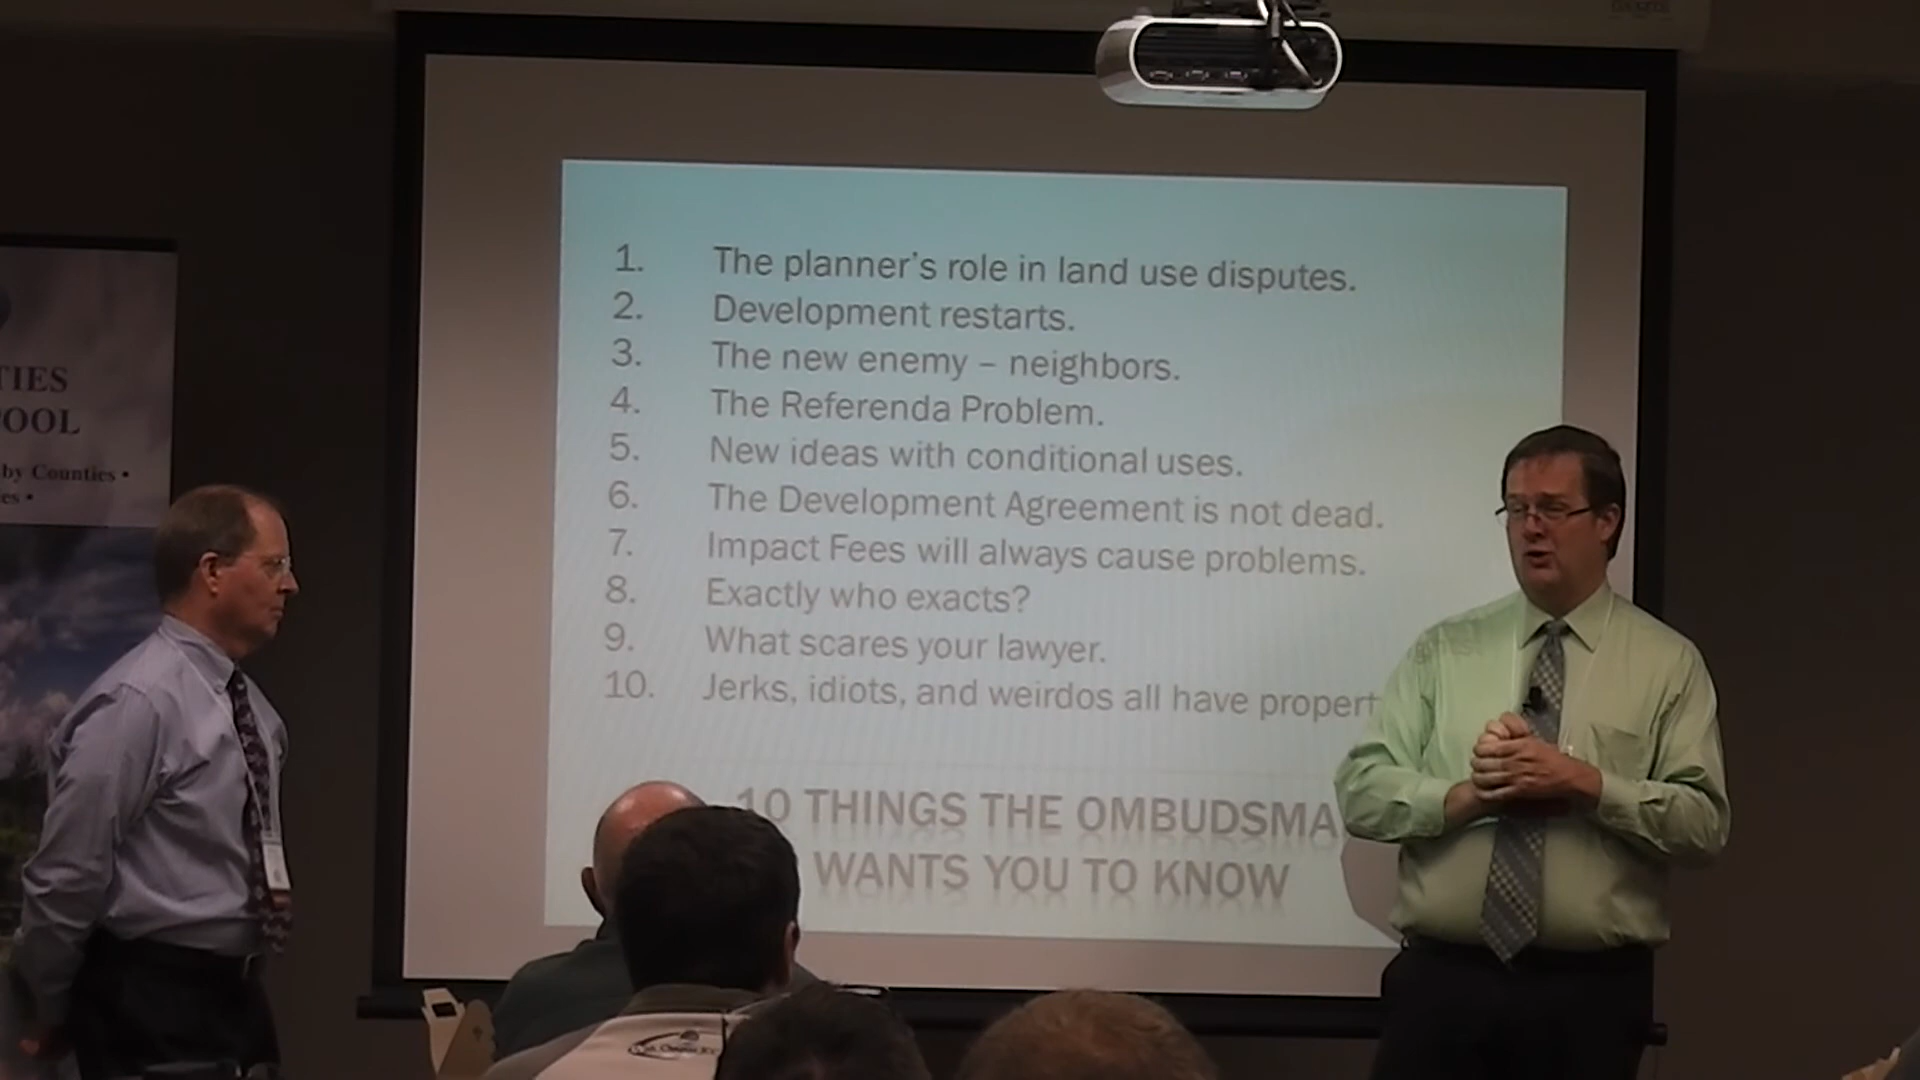 1. The planner's role in land use disputes.
2. Development restarts.
3. The new enemy – neighbors.
4. The Referenda Problem.
5. New ideas with conditional uses.
6. The Development Agreement is not dead.
7. Impact Fees will always cause problems.
8. Exactly who exacts?
9. What scares your lawyer.
10. Jerks, idiots, and weirdos all have propert
10 THINGS THE OMBUDSMA
WANTS YOU TO KNOW
TIES
OOL
by Counties •
es •